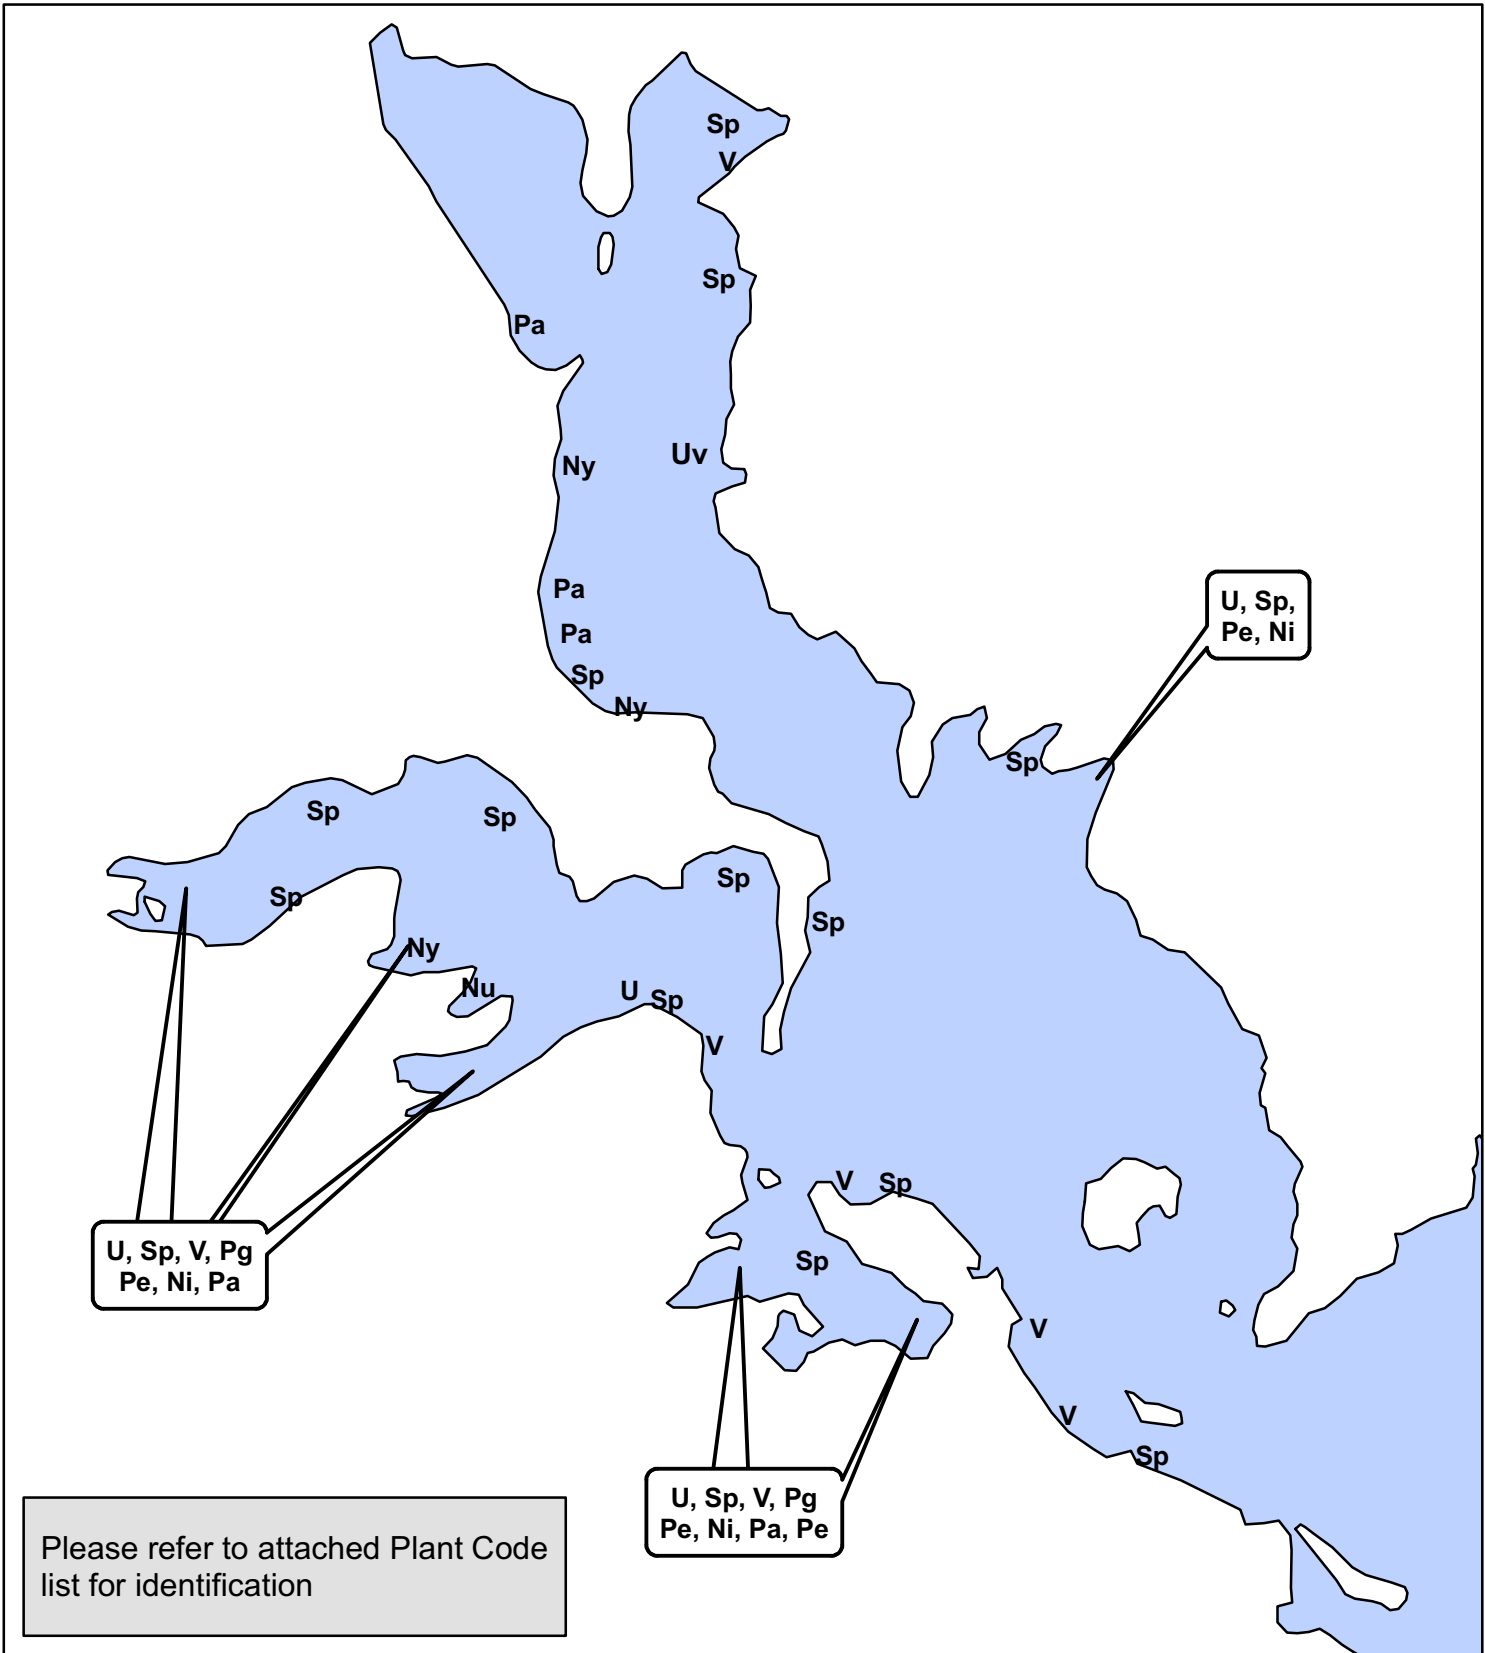 Sp
V
Sp
Pa
Uv
Ny
Pa
U, Sp,
Pe, Ni
Pa
Sp
Ny
Sp
Sp
Sp
Sp
Sp
Sp
Ny
Nu
U
Sp
V
V
Sp
U, Sp, V, Pg
Pe, Ni, Pa
Sp
V
V
Sp
U, Sp, V, Pg
Pe, Ni, Pa, Pe
Please refer to attached Plant Code
list for identification